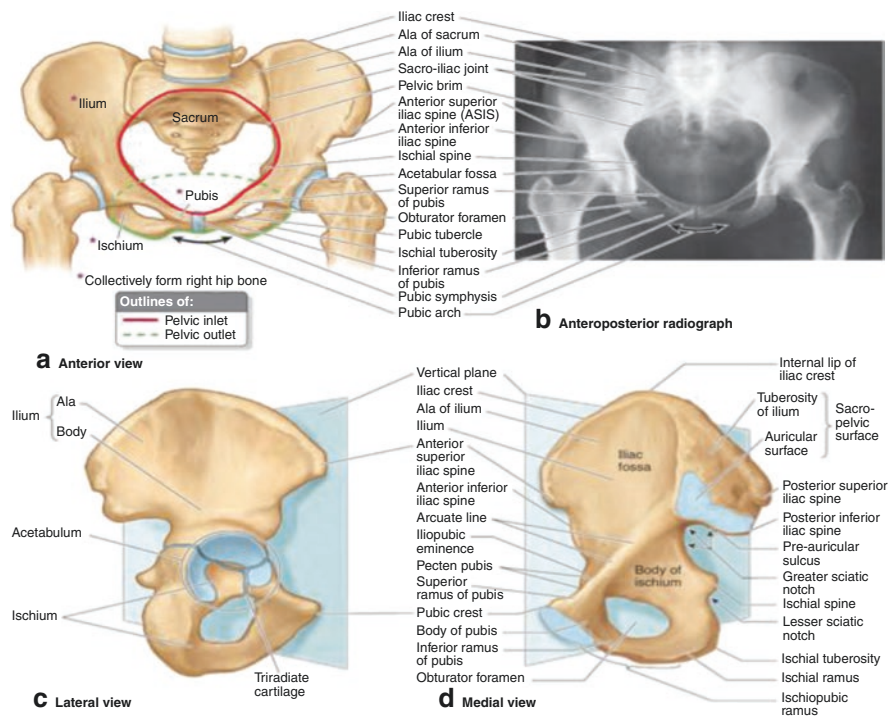 Iliac crest
Ala of sacrum
Ala of ilium
Sacro-iliac joint
Pelvic brim
Anterior superior
iliac spine (ASIS)
Anterior inferior
iliac spine
Ischial spine
Acetabular fossa
Superior ramus
of pubis
Obturator foramen
Pubic tubercle
Ischial tuberosity
Inferior ramus
of pubis
Pubic symphysis
Pubic arch
*Ilium
Sacrum
*
Pubis
*Ischium
*Collectively form right hip bone
Outlines of:
Pelvic inlet
Pelvic outlet
a Anterior view
b Anteroposterior radiograph
Ilium
Ala
Body
Acetabulum
Ischium
Triradiate
cartilage
c Lateral view
Vertical plane
Iliac crest
Ala of ilium
Ilium
Anterior
superior
iliac spine
Anterior inferior
iliac spine
Arcuate line
Iliopubic
eminence
Pecten pubis
Superior
ramus of pubis
Pubic crest
Body of pubis
Inferior ramus
of pubis
Obturator foramen
Iliac
fossa
Body of
ischium
Internal lip of
iliac crest
Tuberosity
of ilium
Auricular
surface
Sacro-
pelvic
surface
Posterior superior
iliac spine
Posterior inferior
iliac spine
Pre-auricular
sulcus
Greater sciatic
notch
Ischial spine
Lesser sciatic
notch
Ischial tuberosity
Ischial ramus
Ischiopubic
ramus
d Medial view